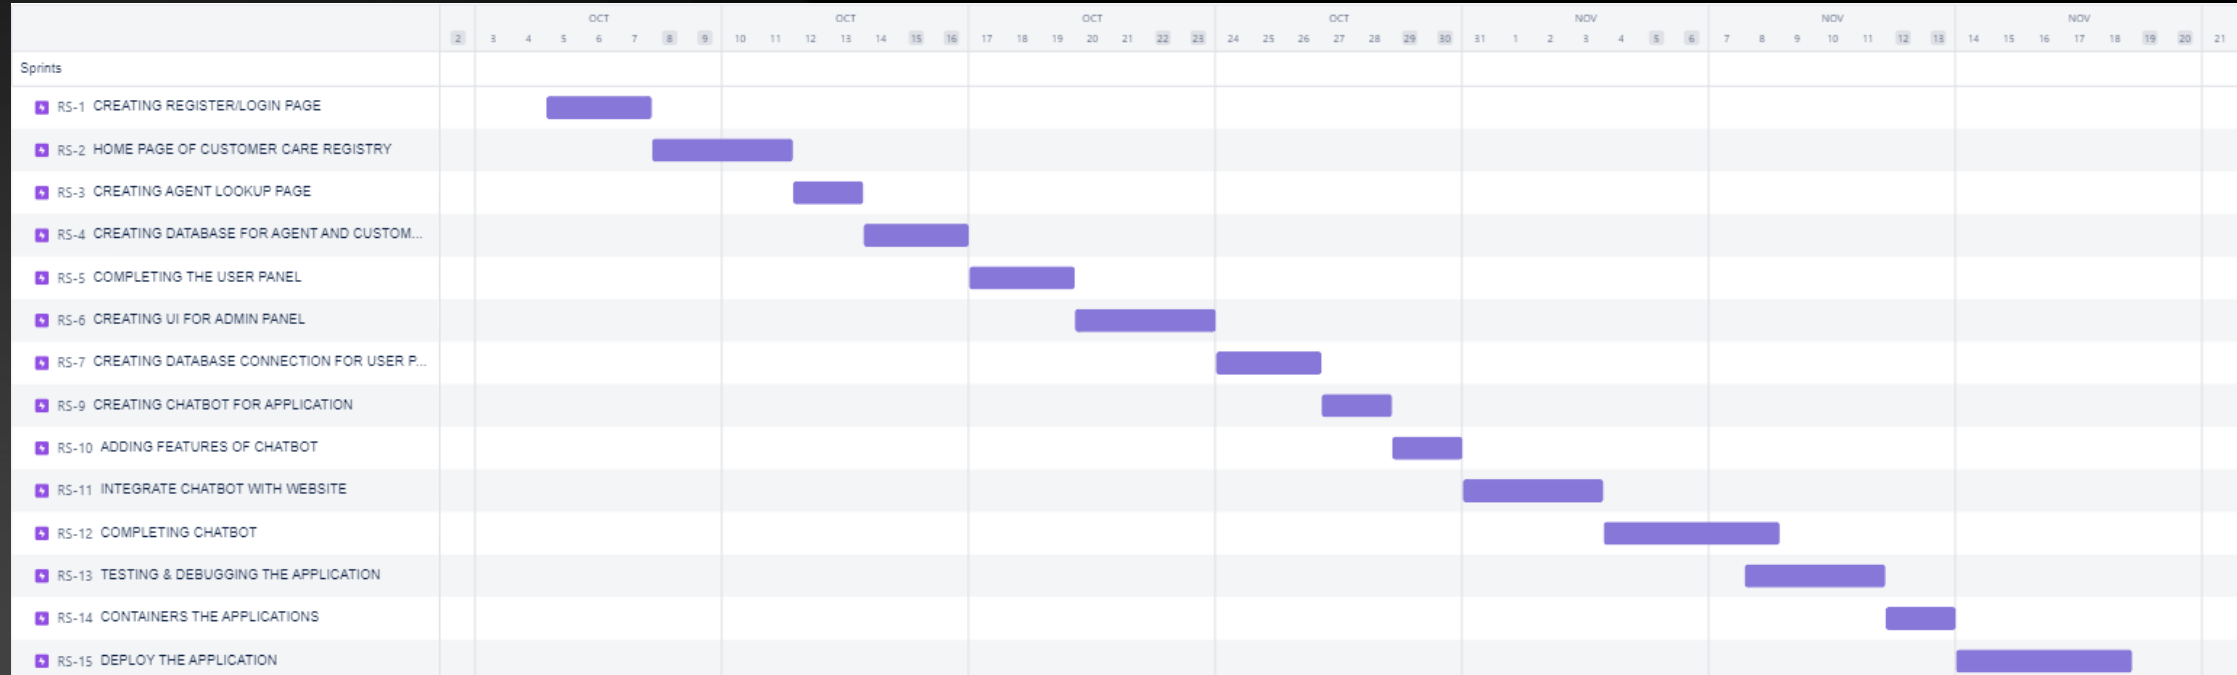 OCT OCT OCT OCT NOV NOV NOV
2 3 4 5 6 7 8 9 10 11 12 13 14 15 16 17 18 19 20 21 22 23 24 25 26 27 28 29 30 31 1 2 3 4 5 6 7 8 9 10 11 12 13 14 15 16 17 18 19 20 21
Sprints
RS-1 CREATING REGISTER/LOGIN PAGE
RS-2 HOME PAGE OF CUSTOMER CARE REGISTRY
RS-3 CREATING AGENT LOOKUP PAGE
RS-4 CREATING DATABASE FOR AGENT AND CUSTOM...
RS-5 COMPLETING THE USER PANEL
RS-6 CREATING UI FOR ADMIN PANEL
RS-7 CREATING DATABASE CONNECTION FOR USER P...
RS-9 CREATING CHATBOT FOR APPLICATION
RS-10 ADDING FEATURES OF CHATBOT
RS-11 INTEGRATE CHATBOT WITH WEBSITE
RS-12 COMPLETING CHATBOT
RS-13 TESTING & DEBUGGING THE APPLICATION
RS-14 CONTAINERS THE APPLICATIONS
RS-15 DEPLOY THE APPLICATION